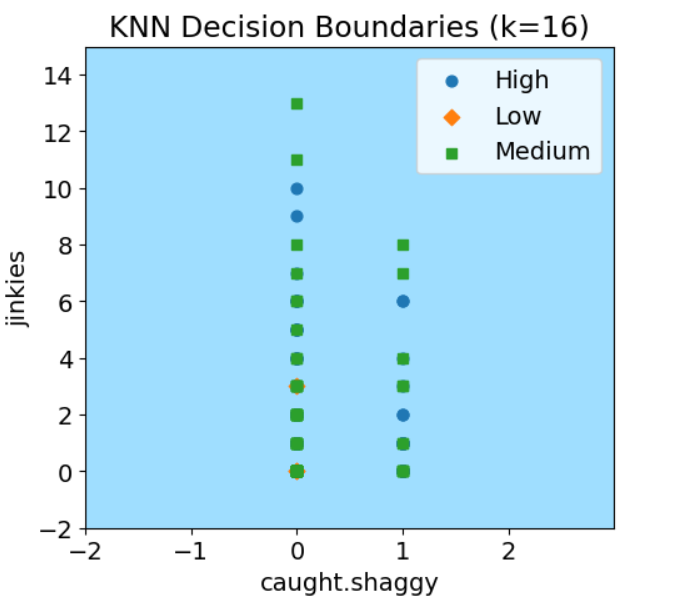 KNN Decision Boundaries (k=16)
High
Low
Medium
14
12
10
8
6
4
2
0
−2
jinkies
−2 −1 0 1 2
caught.shaggy